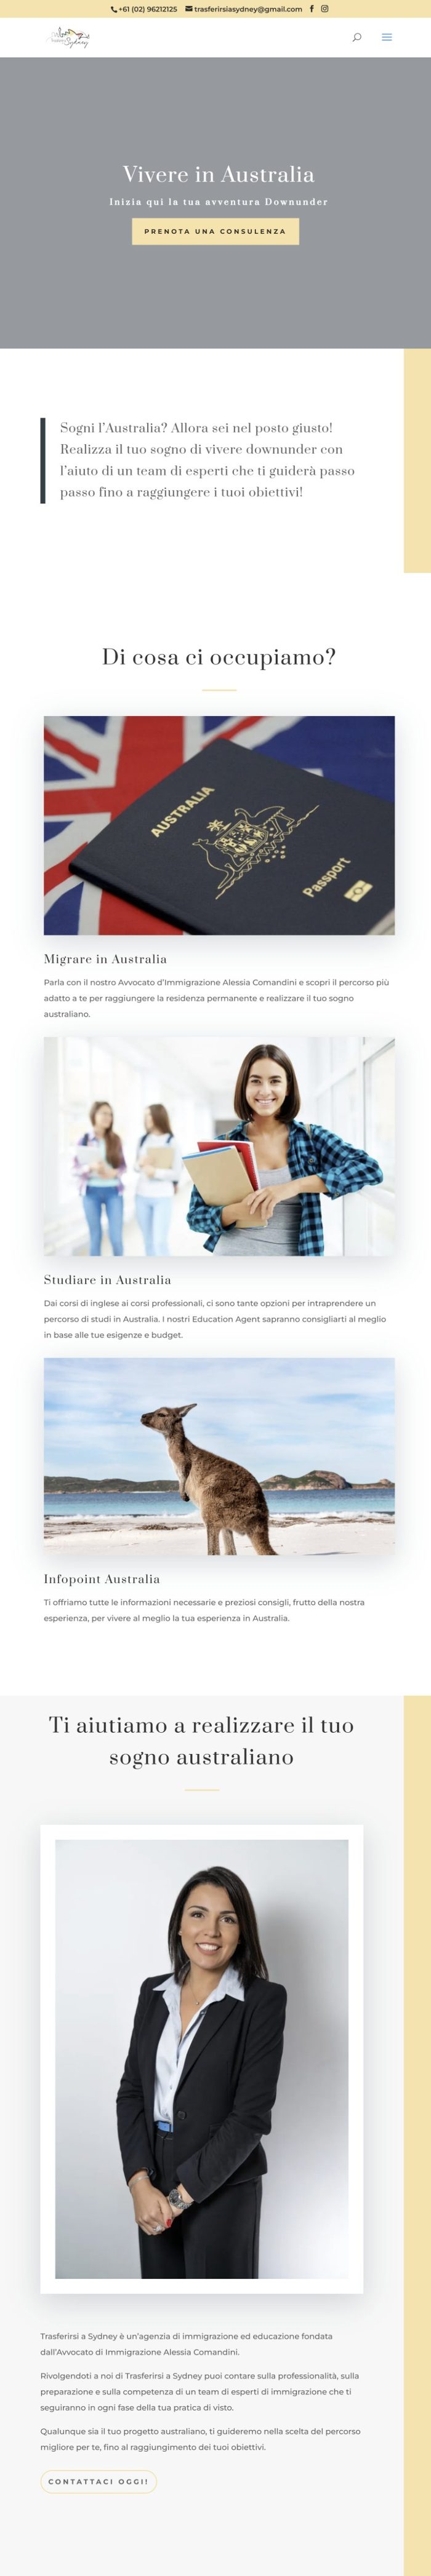 +61 (02) 96212125 trasferirsiasydney@gmail.com
Sydney
Vivere in Australia
Inizia qui la tua avventura Downunder
PRENOTA UNA CONSULENZA
Sogni l'Australia? Allora sei nel posto giusto!
Realizza il tuo sogno di vivere downunder con
l'aiuto di un team di esperti che ti guiderà passo
passo fino a raggiungere i tuoi obiettivi!
Di cosa ci occupiamo?
AUSTRALIA
Passport
Migrare in Australia
Parla con il nostro Avvocato d'Immigrazione Alessia Comandini e scopri il percorso più
adatto a te per raggiungere la residenza permanente e realizzare il tuo sogno
australiano.
Studiare in Australia
Dai corsi di inglese ai corsi professionali, ci sono tante opzioni per intraprendere un
percorso di studi in Australia. I nostri Education Agent sapranno consigliarti al meglio
in base alle tue esigenze e budget.
Infopoint Australia
Ti offriamo tutte le informazioni necessarie e preziosi consigli, frutto della nostra
esperienza, per vivere al meglio la tua esperienza in Australia.
Ti aiutiamo a realizzare il tuo
sogno australiano
Trasferirsi a Sydney è un'agenzia di immigrazione ed educazione fondata
dall'Avvocato di Immigrazione Alessia Comandini.
Rivolgendoti a noi di Trasferirsi a Sydney puoi contare sulla professionalità, sulla
preparazione e sulla competenza di un team di esperti di immigrazione che ti
seguiranno in ogni fase della tua pratica di visto.
Qualunque sia il tuo progetto australiano, ti guideremo nella scelta del percorso
migliore per te, fino al raggiungimento dei tuoi obiettivi.
CONTATTACI OGGI!